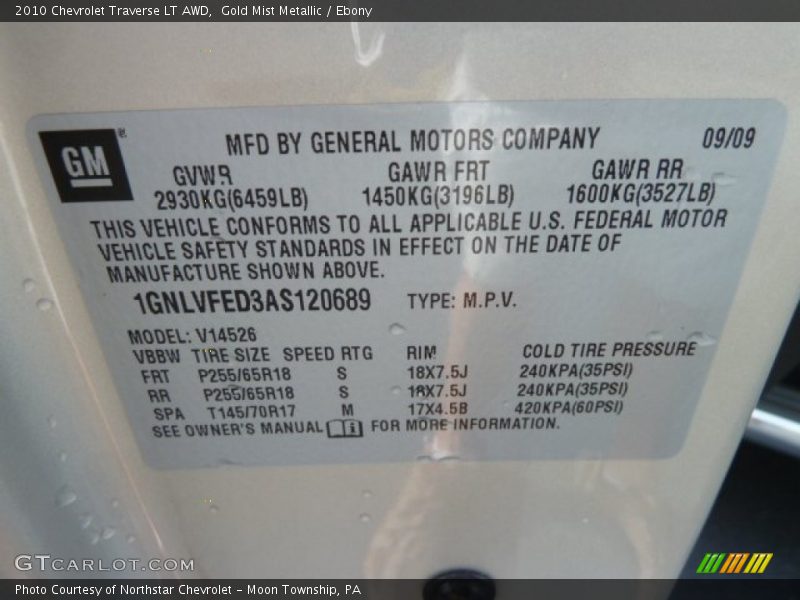 2010 Chevrolet Traverse LT AWD,  Gold Mist Metallic / Ebony
GM
MFD BY GENERAL MOTORS COMPANY 09/09
GVWR GAWR FRT GAWR RR
2930KG(6459LB) 1450KG(3196LB) 1600KG(3527LB)
THIS VEHICLE CONFORMS TO ALL APPLICABLE U.S. FEDERAL MOTOR
VEHICLE SAFETY STANDARDS IN EFFECT ON THE DATE OF
MANUFACTURE SHOWN ABOVE.
1GNLVFED3AS120689 TYPE: M.P.V.
MODEL: V14526
VBBW TIRE SIZE SPEED RTG RIM COLD TIRE PRESSURE
FRT P255/65R18 S 18X7.5J 240KPA(35PSI)
RR P255/65R18 S 18X7.5J 240KPA(35PSI)
SPA T145/70R17 M 17X4.5B 420KPA(60PSI)
SEE OWNER'S MANUAL FOR MORE INFORMATION.
GTCARLOT.COM
Photo Courtesy of Northstar Chevrolet - Moon Township, PA